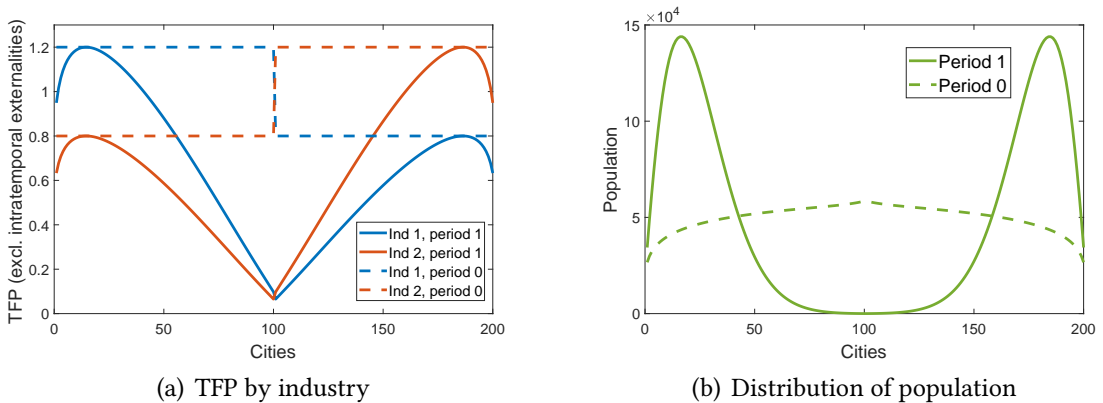 TFP (excl. intratemporal externalities)
1.2
1
0.8
0.6
0.4
0.2
0
0 50 100 150 200
Cities
Ind 1, period 1
Ind 2, period 1
Ind 1, period 0
Ind 2, period 0
(a) TFP by industry
×10⁴
Population
15
10
5
0
0 50 100 150 200
Cities
Period 1
Period 0
(b) Distribution of population